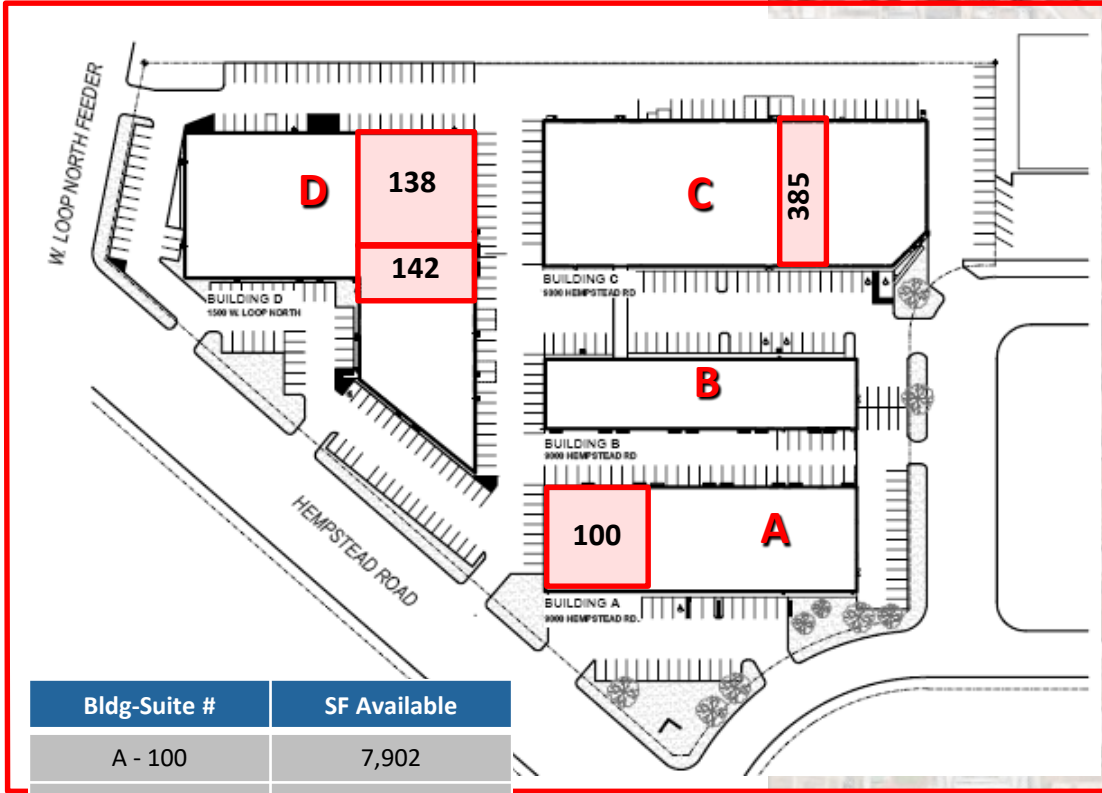 W. LOOP NORTH FEEDER
D
138
142
BUILDING D
1500 W. LOOP NORTH
C
385
BUILDING C
9000 HEMPSTEAD RD
B
BUILDING B
9000 HEMPSTEAD RD
HEMPSTEAD ROAD
100
A
BUILDING A
9000 HEMPSTEAD RD.
Bldg-Suite # SF Available
A - 100 7,902